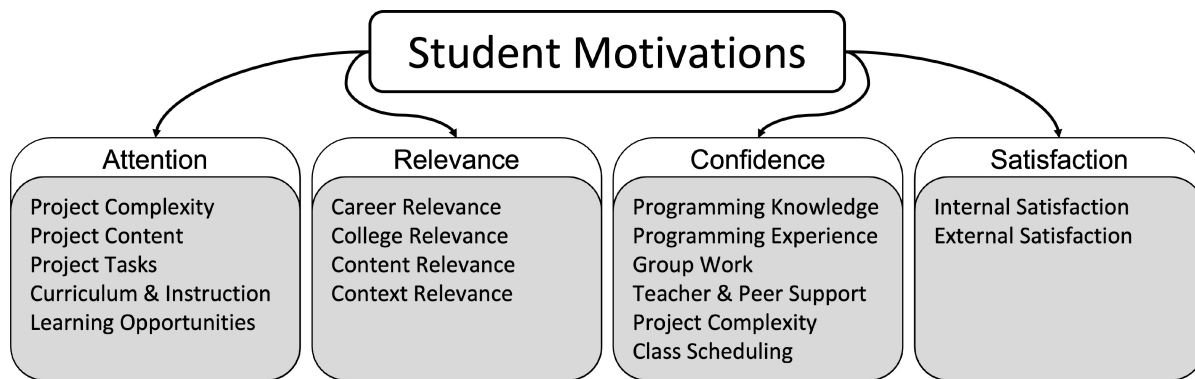 Student Motivations
Attention
Project Complexity
Project Content
Project Tasks
Curriculum & Instruction
Learning Opportunities
Relevance
Career Relevance
College Relevance
Content Relevance
Context Relevance
Confidence
Programming Knowledge
Programming Experience
Group Work
Teacher & Peer Support
Project Complexity
Class Scheduling
Satisfaction
Internal Satisfaction
External Satisfaction